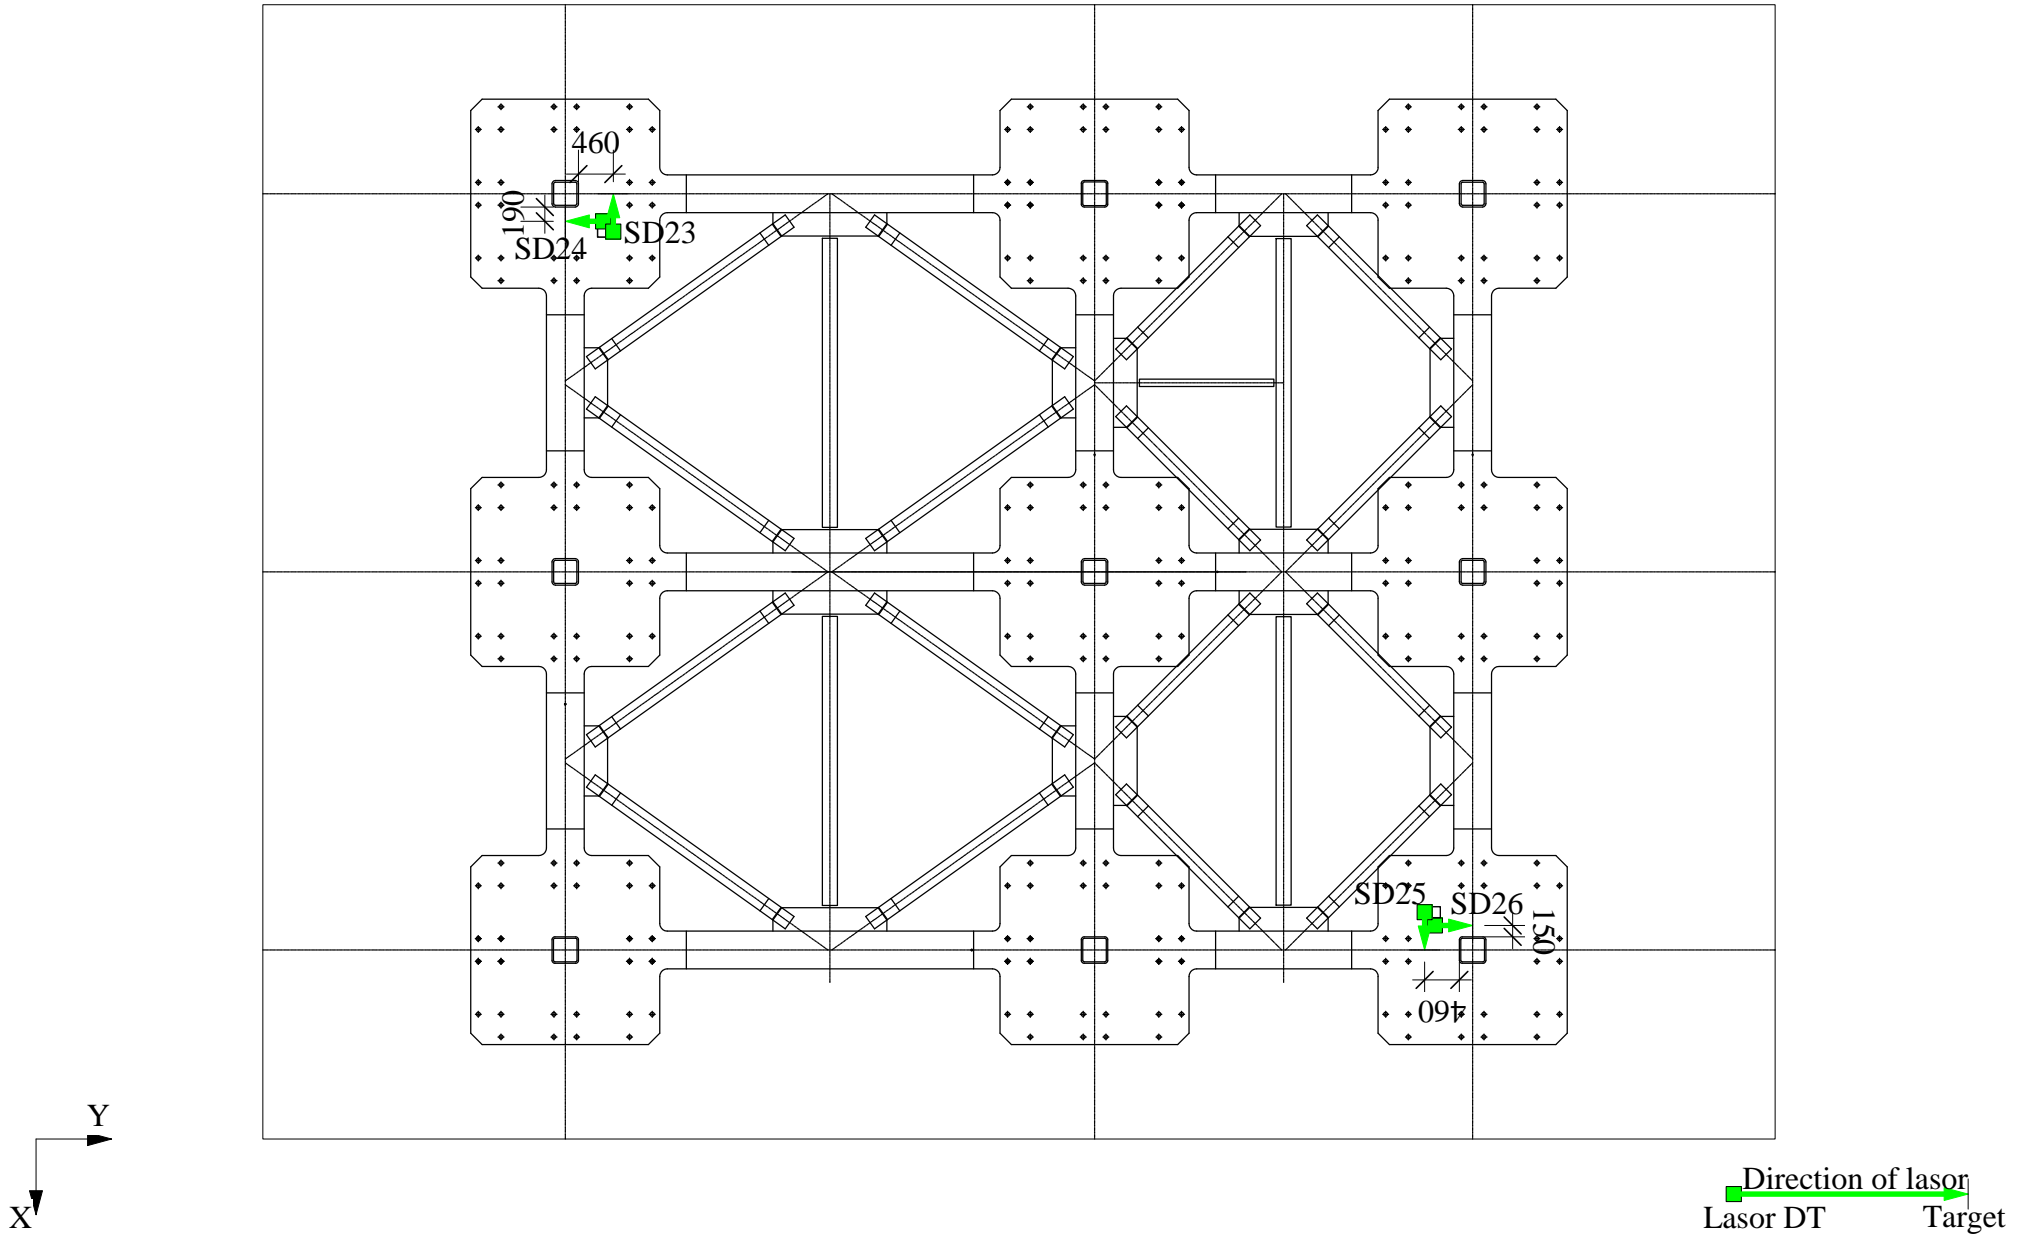 460
190
SD24
SD23
SD25
SD26
150
460
Y
X
Direction of lasor
Lasor DT
Target